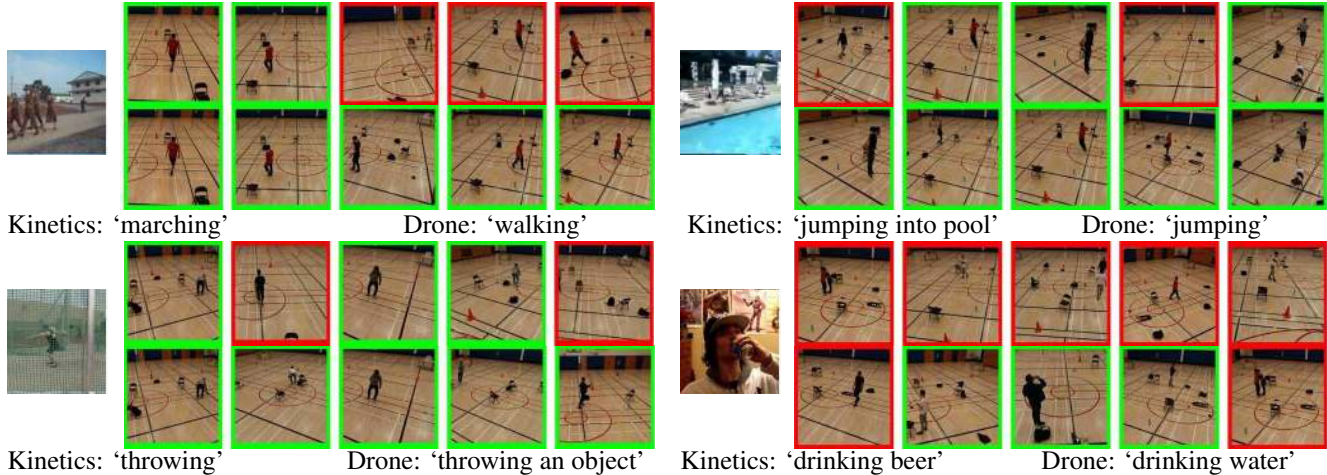 Kinetics: ‘marching’ Drone: ‘walking’ Kinetics: ‘jumping into pool’ Drone: ‘jumping’
Kinetics: ‘throwing’ Drone: ‘throwing an object’ Kinetics: ‘drinking beer’ Drone: ‘drinking water’